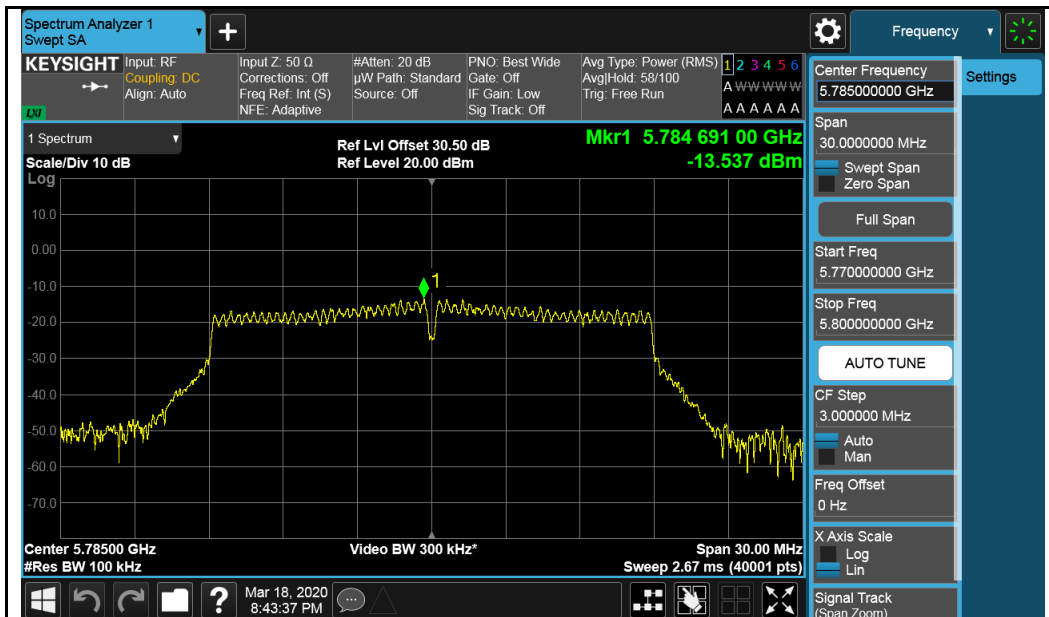 Spectrum Analyzer 1
Swept SA
+
Frequency
KEYSIGHT
LXI
Input: RF
Coupling: DC
Align: Auto
Input Z: 50 Ω
Corrections: Off
Freq Ref: Int (S)
NFE: Adaptive
#Atten: 20 dB
µW Path: Standard
Source: Off
PNO: Best Wide
Gate: Off
IF Gain: Low
Sig Track: Off
Avg Type: Power (RMS)
Avg|Hold: 58/100
Trig: Free Run
1 2 3 4 5 6
A W W W W W
A A A A A A
1 Spectrum
Scale/Div 10 dB
Log
Ref Lvl Offset 30.50 dB
Ref Level 20.00 dBm
Mkr1 5.784 691 00 GHz
-13.537 dBm
10.0
0.00
-10.0
-20.0
-30.0
-40.0
-50.0
-60.0
-70.0
1
Center 5.78500 GHz
#Res BW 100 kHz
Video BW 300 kHz*
Span 30.00 MHz
Sweep 2.67 ms (40001 pts)
?
Mar 18, 2020
8:43:37 PM
Center Frequency
5.785000000 GHz
Settings
Span
30.0000000 MHz
Swept Span
Zero Span
Full Span
Start Freq
5.770000000 GHz
Stop Freq
5.800000000 GHz
AUTO TUNE
CF Step
3.000000 MHz
Auto
Man
Freq Offset
0 Hz
X Axis Scale
Log
Lin
Signal Track
(Span Zoom)